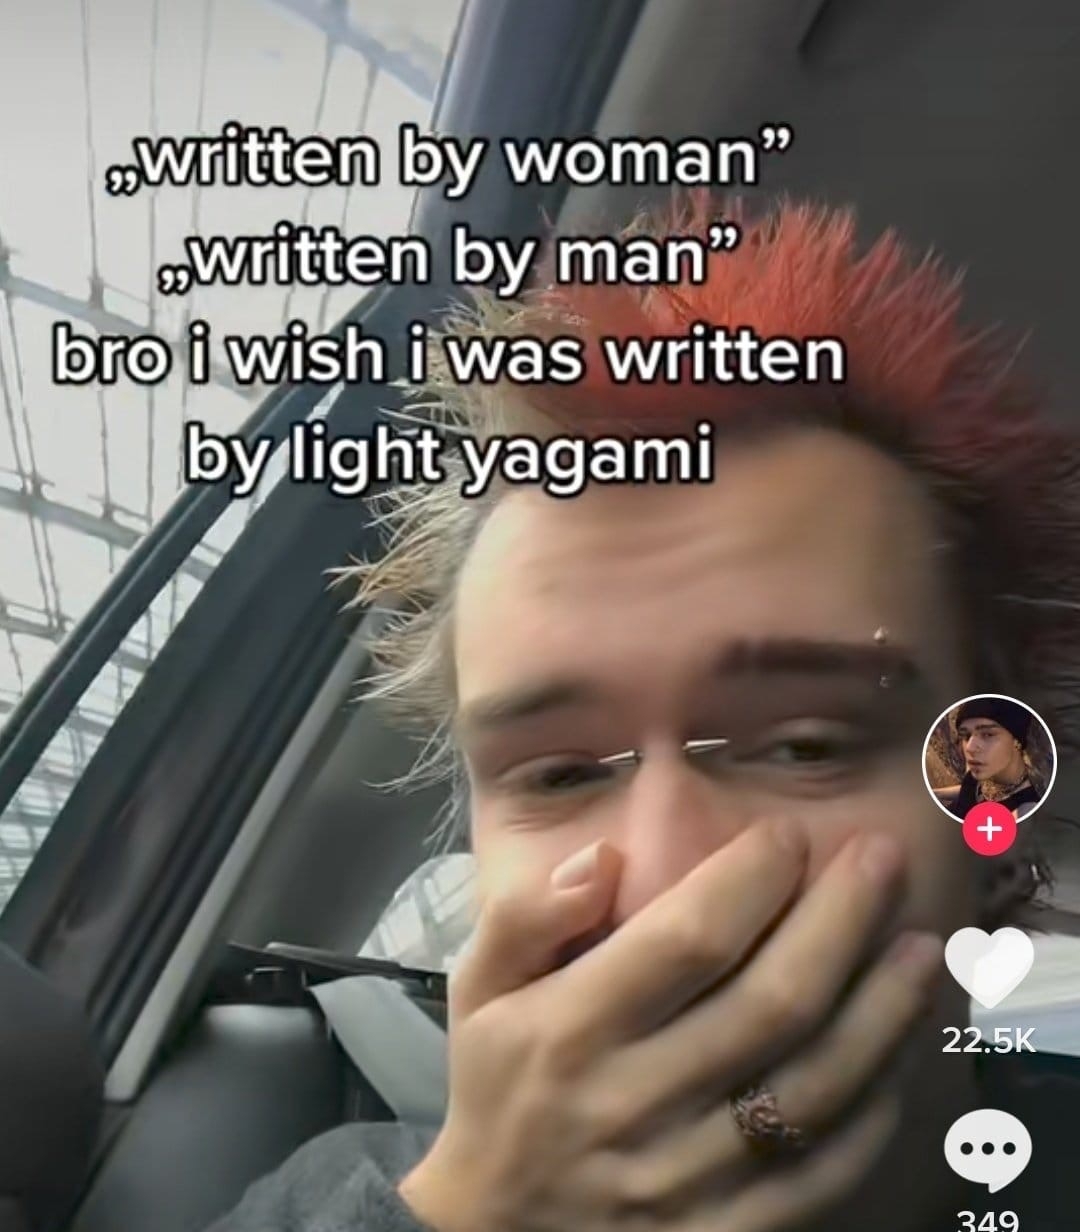 „written by woman”
„written by man”
bro i wish i was written
by light yagami
22.5K
349